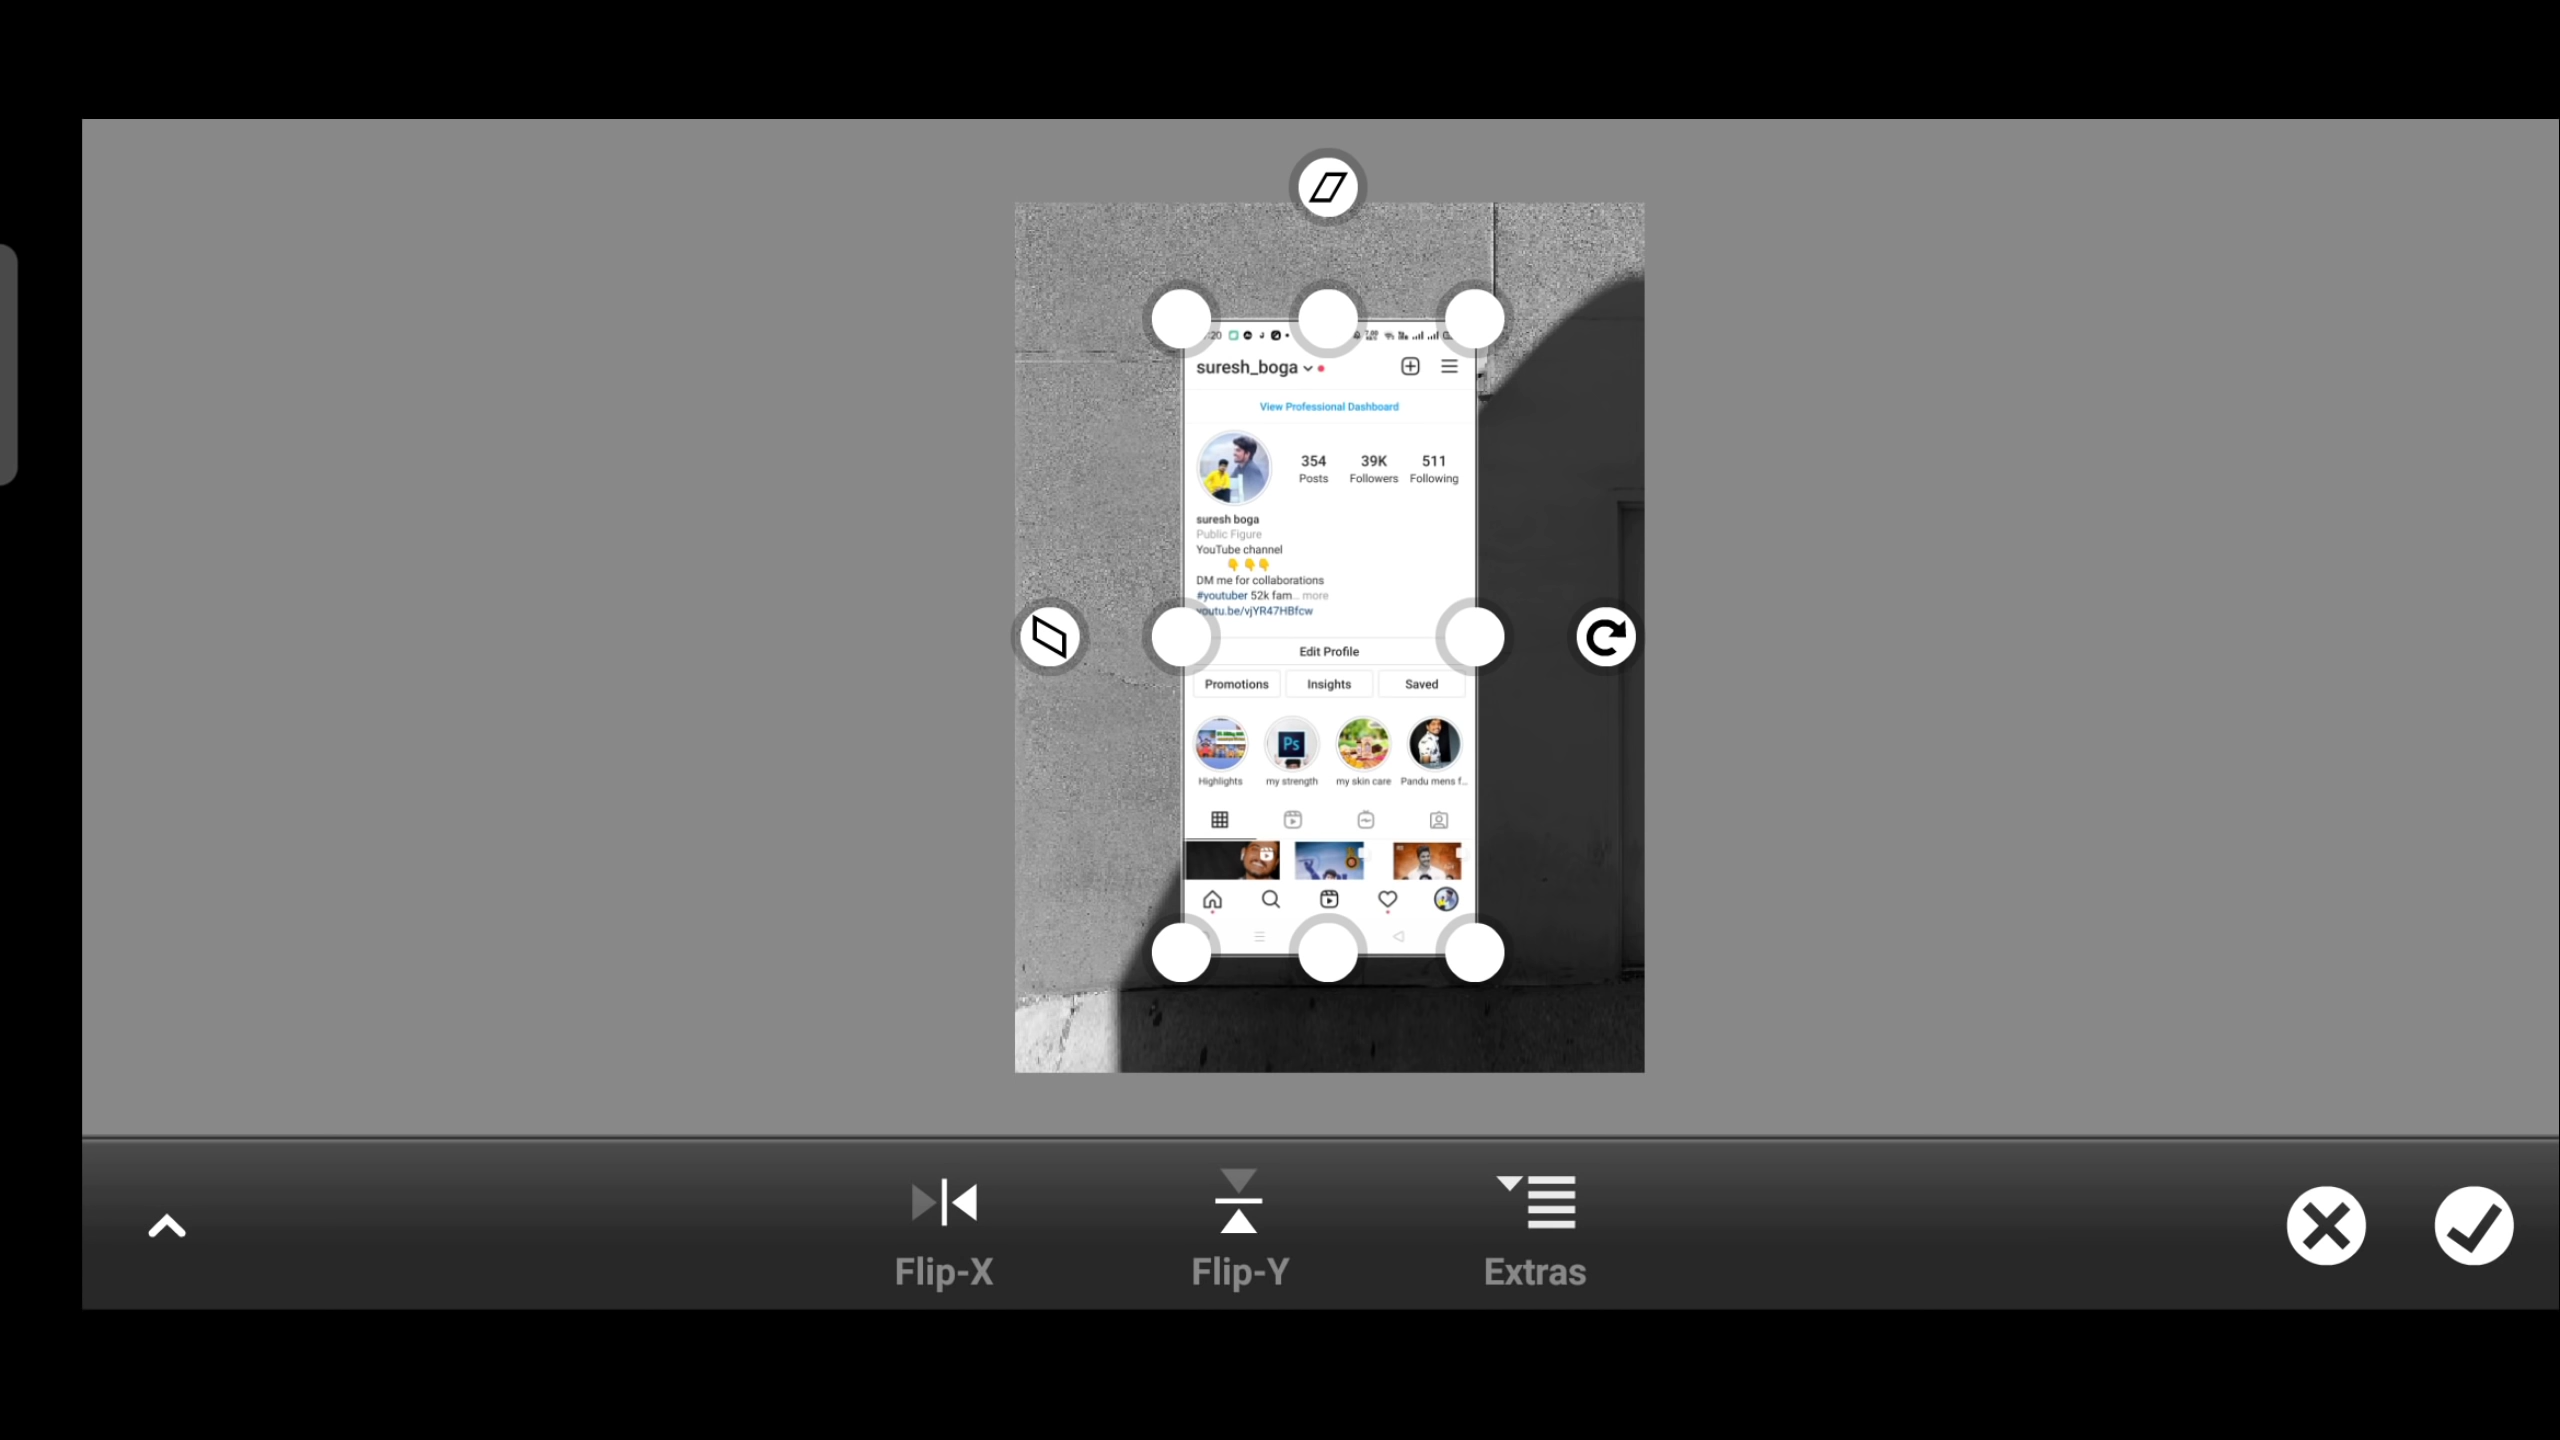 :20
suresh_boga
View Professional Dashboard
354 39K 511
Posts Followers Following
suresh boga
Public Figure
YouTube channel
👇👇👇
DM me for collaborations
#youtuber 52k fam... more
youtu.be/vjYR47HBfcw
Edit Profile
Promotions Insights Saved
Ps
Highlights my strength my skin care Pandu mens f...
Flip-X Flip-Y Extras